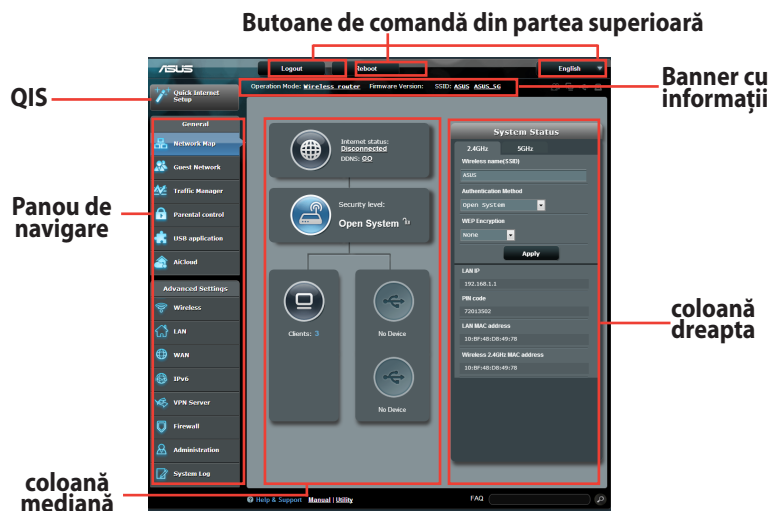 Butoane de comandă din partea superioară
ASUS
Logout
Reboot
English
Operation Mode: Wireless router Firmware Version: SSID: ASUS ASUS_5G
Banner cu
informații
QIS
Quick Internet
Setup
General
Network Map
Guest Network
Traffic Manager
Parental control
USB application
AiCloud
Panou de
navigare
Advanced Settings
Wireless
LAN
WAN
IPv6
VPN Server
Firewall
Administration
System Log
Internet status:
Disconnected
DDNS: GO
Security level:
Open System
Clients: 3
No Device
No Device
System Status
2.4GHz 5GHz
Wireless name(SSID)
ASUS
Authentication Method
Open System
WEP Encryption
None
Apply
LAN IP
192.168.1.1
PIN code
72013502
LAN MAC address
10:BF:48:D8:49:78
Wireless 2.4GHz MAC address
10:BF:48:D8:49:78
coloană
dreapta
coloană
mediană
Help & Support Manual | Utility
FAQ